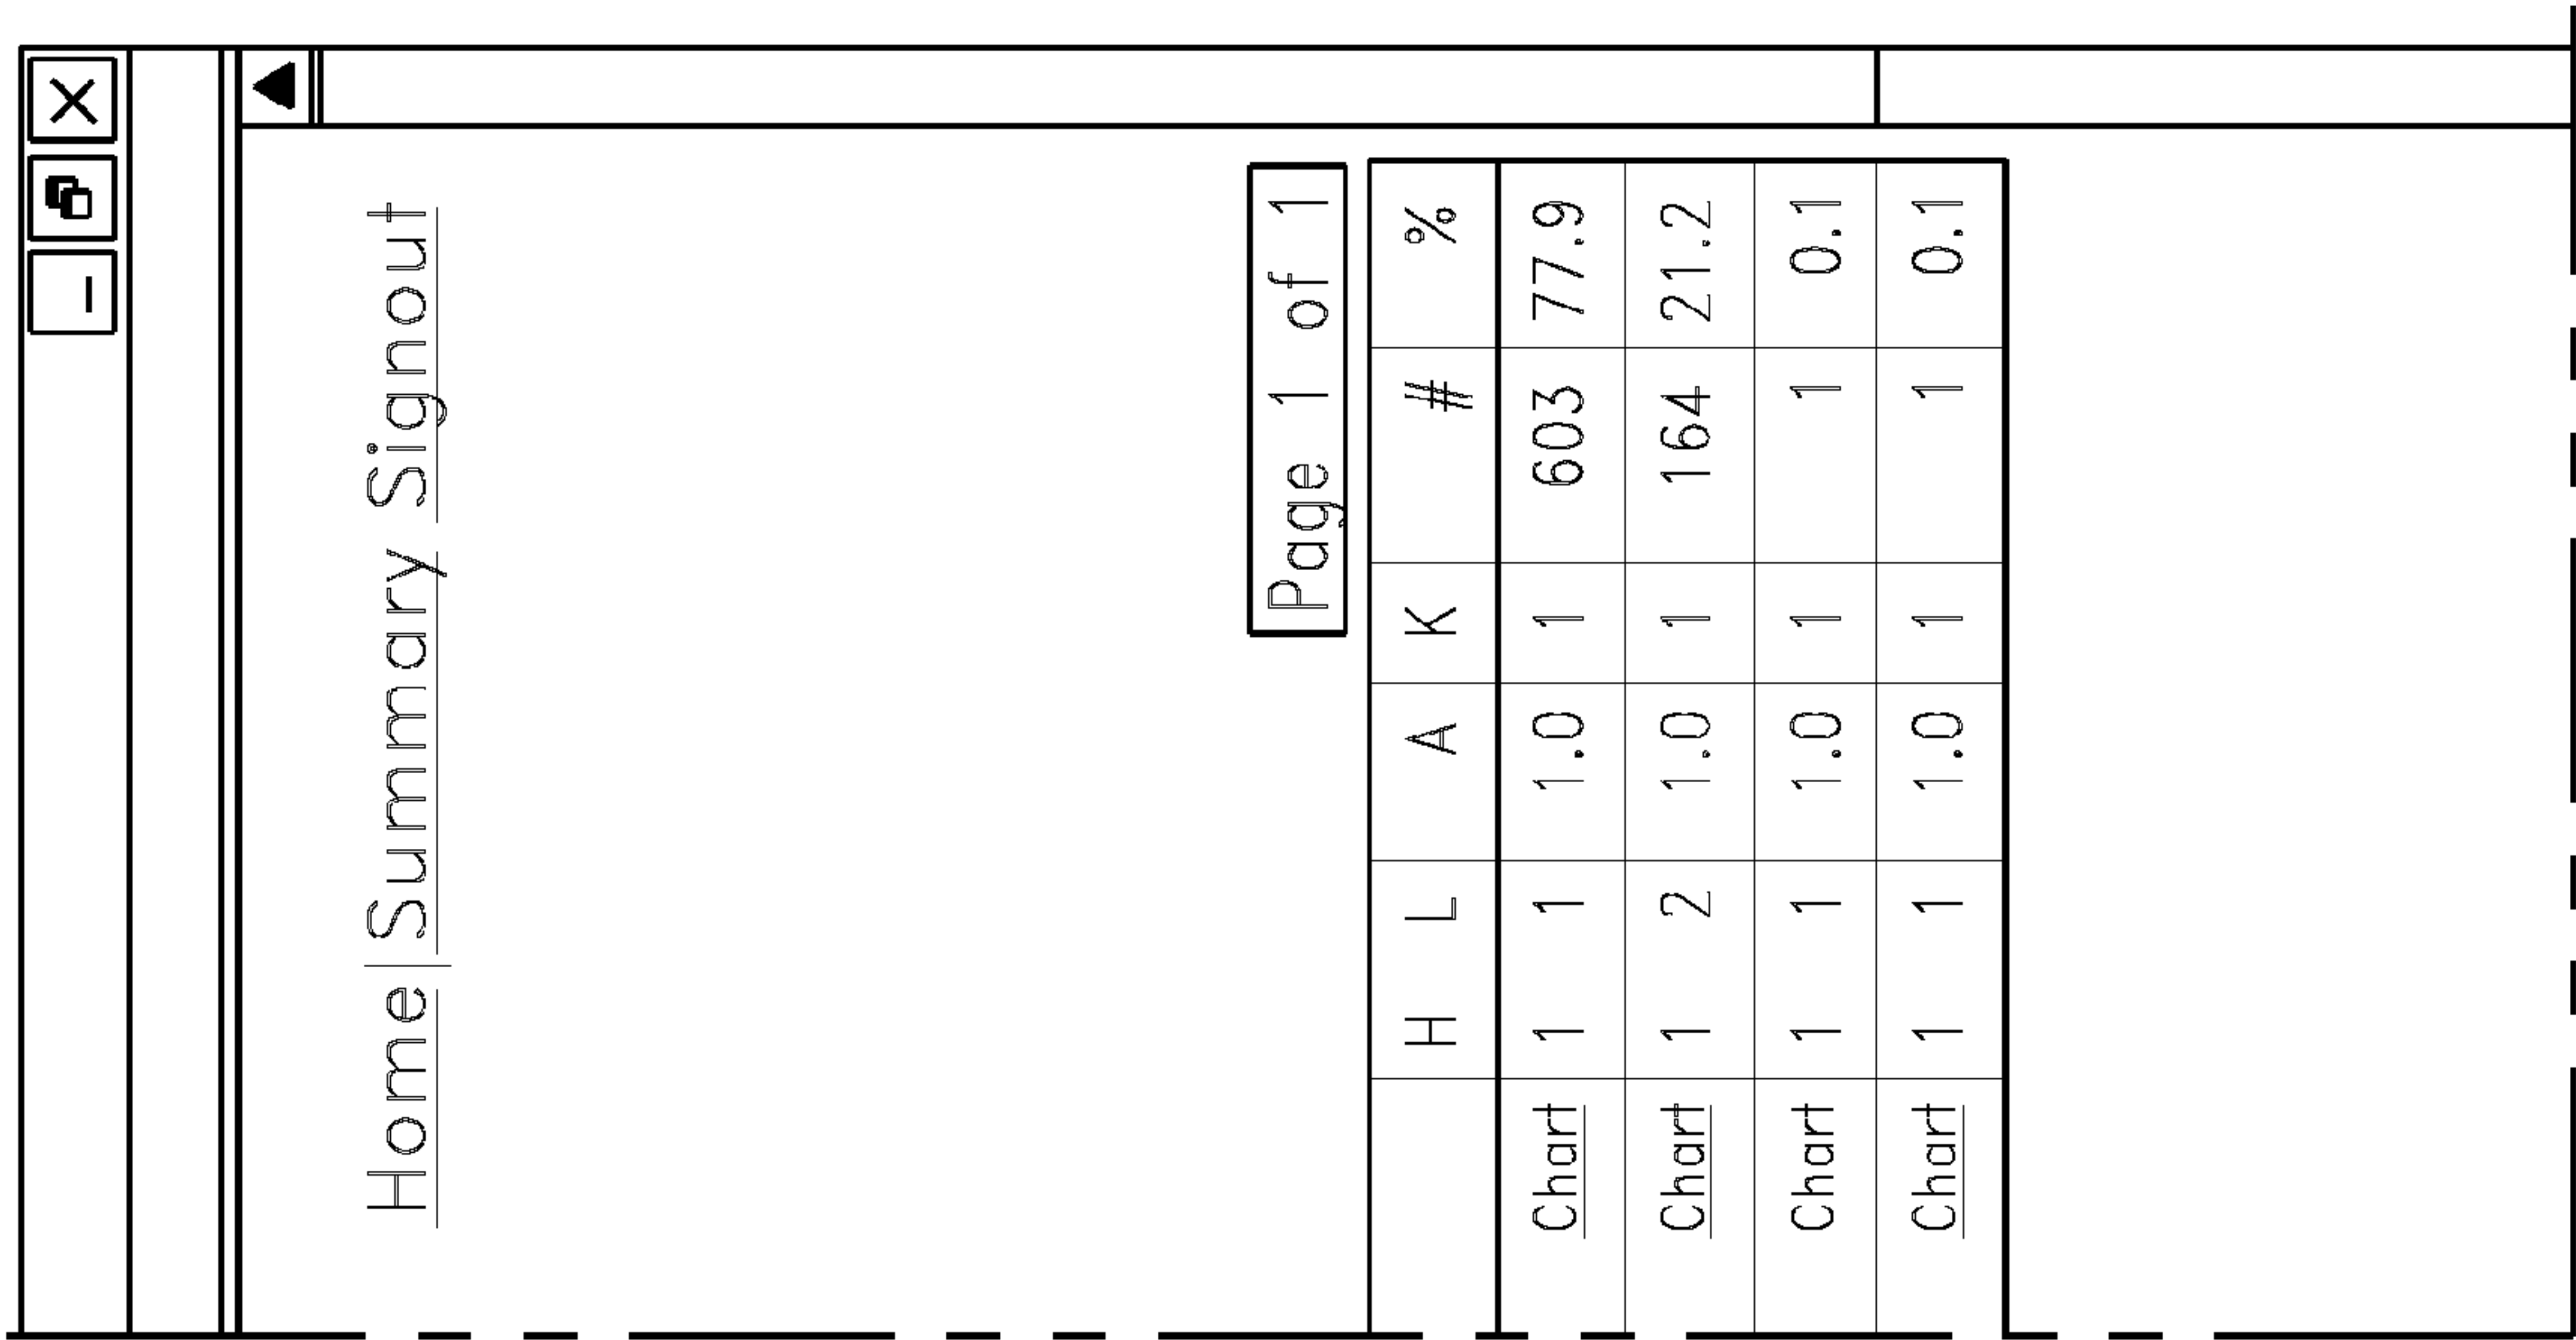 Home | Summary Signout
Page 1 of 1
H L A K # %
Chart 1 1 1.0 1 603 77.9
Chart 1 2 1.0 1 164 21.2
Chart 1 1 1.0 1 1 0.1
Chart 1 1 1.0 1 1 0.1